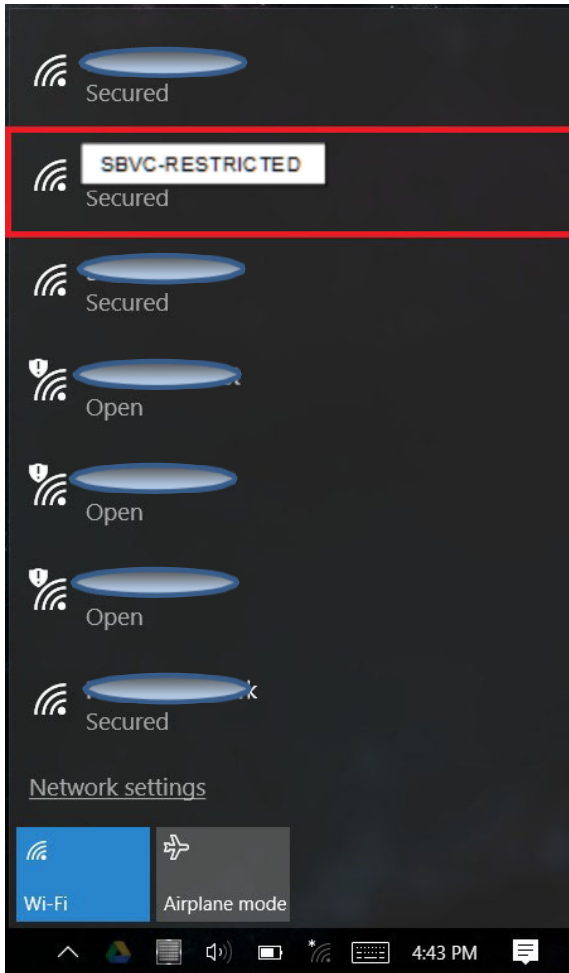 Secured
SBVC-RESTRICTED
Secured
Secured
Open
Open
Open
Secured
Network settings
Wi-Fi
Airplane mode
4:43 PM